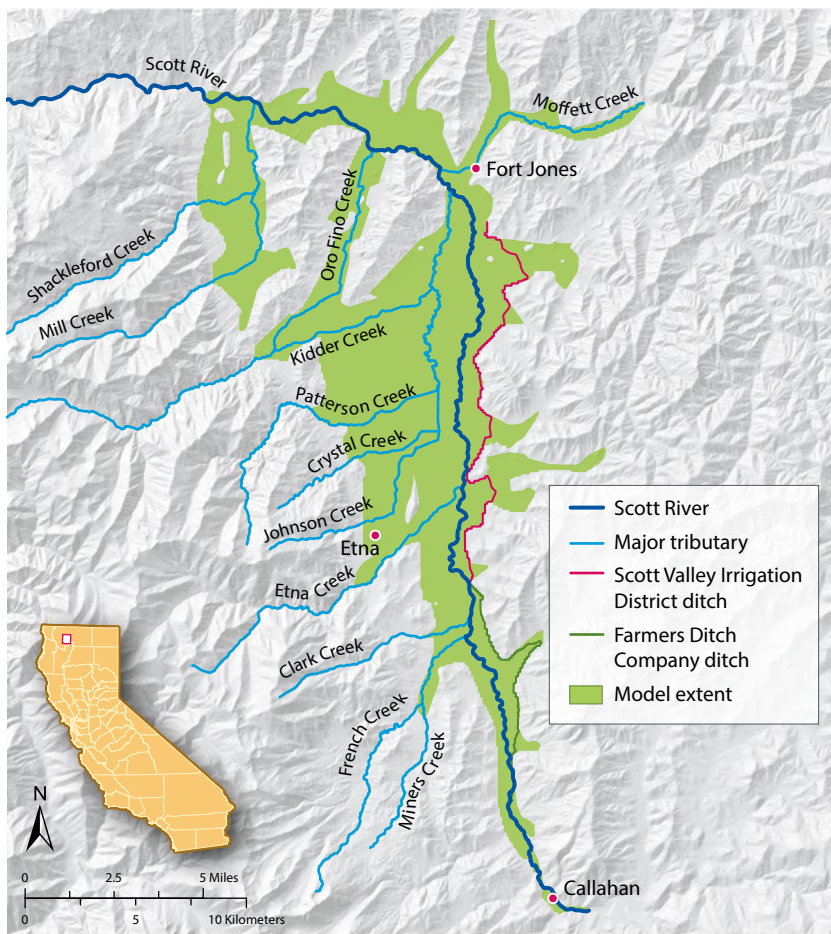 Scott River
Moffett Creek
Fort Jones
Oro Fino Creek
Shackleford Creek
Mill Creek
Kidder Creek
Patterson Creek
Crystal Creek
Johnson Creek
Etna
Etna Creek
Clark Creek
French Creek
Miners Creek
Callahan
Scott River
Major tributary
Scott Valley Irrigation
District ditch
Farmers Ditch
Company ditch
Model extent
N
0 2.5 5 Miles
0 5 10 Kilometers